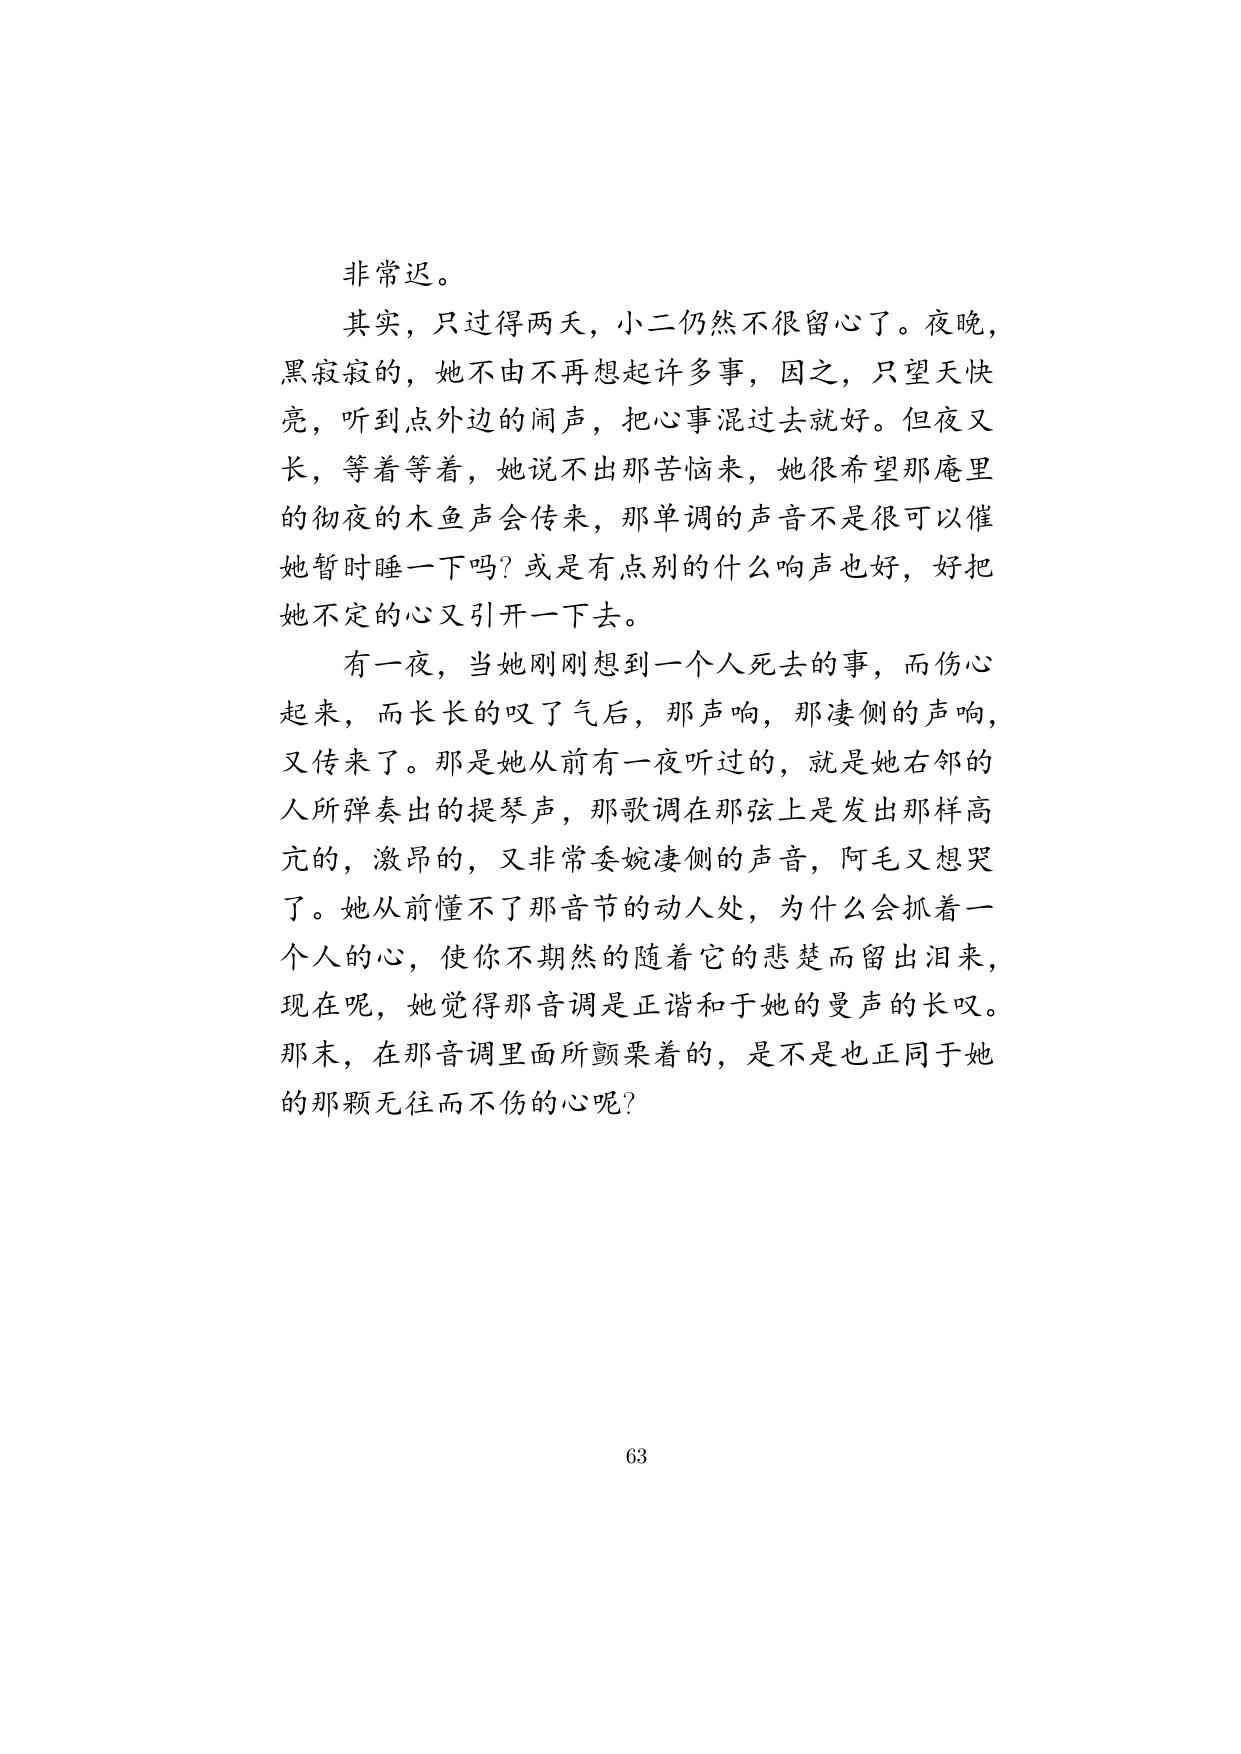 非常迟。
其实，只过得两天，小二仍然不很留心了。夜晚，
黑寂寂的，她不由不再想起许多事，因之，只望天快
亮，听到点外边的闹声，把心事混过去就好。但夜又
长，等着等着，她说不出那苦恼来，她很希望那庵里
的彻夜的木鱼声会传来，那单调的声音不是很可以催
她暂时睡一下吗？或是有点别的什么响声也好，好把
她不定的心又引开一下去。
有一夜，当她刚刚想到一个人死去的事，而伤心
起来，而长长的叹了气后，那声响，那凄侧的声响，
又传来了。那是她从前有一夜听过的，就是她右邻的
人所弹奏出的提琴声，那歌调在那弦上是发出那样高
亢的，激昂的，又非常委婉凄侧的声音，阿毛又想哭
了。她从前懂不了那音节的动人处，为什么会抓着一
个人的心，使你不期然的随着它的悲楚而留出泪来，
现在呢，她觉得那音调是正谐和于她的曼声的长叹。
那末，在那音调里面所颤栗着的，是不是也正同于她
的那颗无往而不伤的心呢？
63